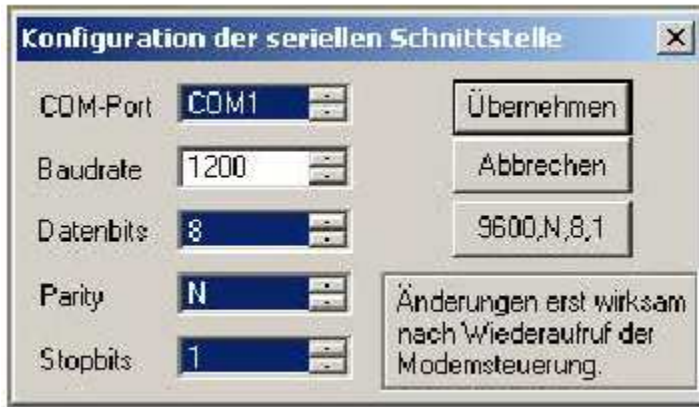 Konfiguration der seriellen Schnittstelle
COM-Port COM1
Baudrate 1200
Datenbits 8
Parity N
Stopbits 1
Übernehmen
Abbrechen
9600,N,8,1
Änderungen erst wirksam
nach Wiederaufruf der
Modemsteuerung.